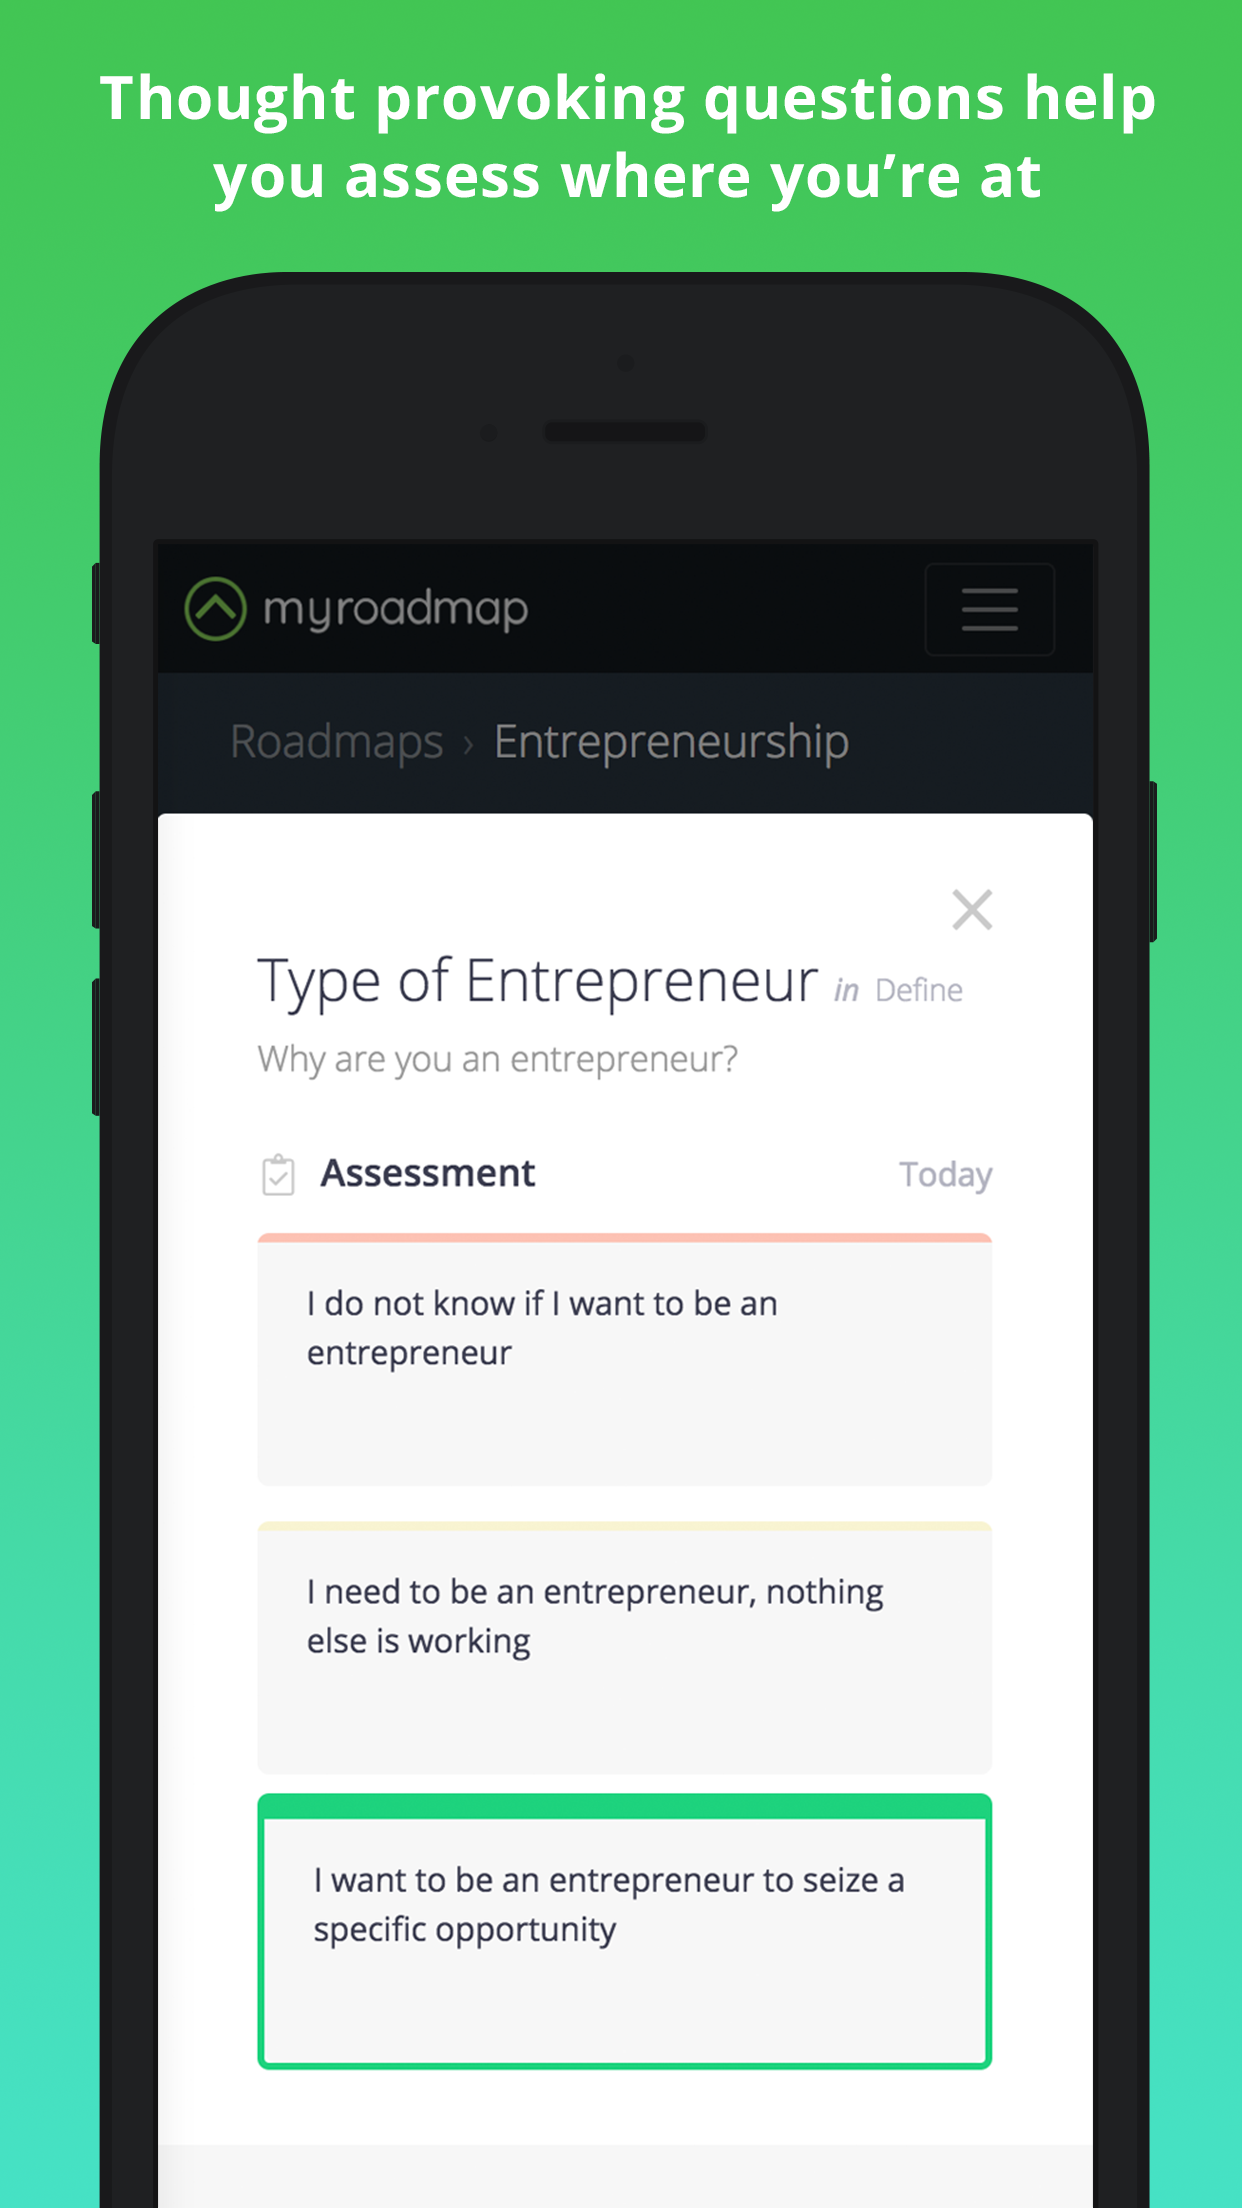 Thought provoking questions help
you assess where you’re at
myroadmap
Roadmaps › Entrepreneurship
Type of Entrepreneur in Define
Why are you an entrepreneur?
Assessment Today
I do not know if I want to be an
entrepreneur
I need to be an entrepreneur, nothing
else is working
I want to be an entrepreneur to seize a
specific opportunity